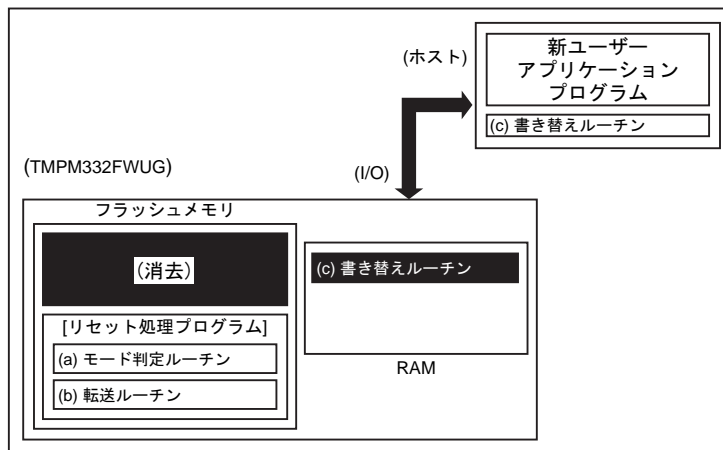 (ホスト)
新ユーザー
アプリケーション
プログラム
(c) 書き替えルーチン
(TMPM332FWUG)
(I/O)
フラッシュメモリ
(消去)
(c) 書き替えルーチン
[リセット処理プログラム]
(a) モード判定ルーチン
(b) 転送ルーチン
RAM